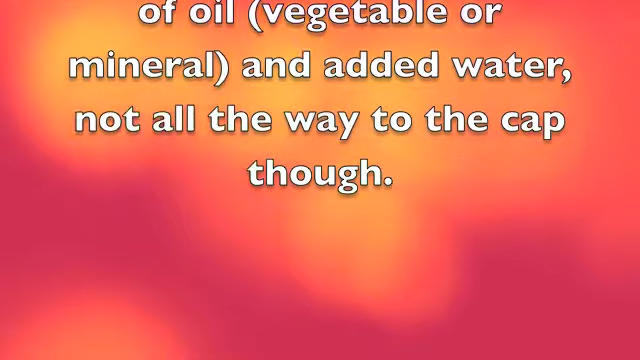 of oil (vegetable or
mineral) and added water,
not all the way to the cap
though.